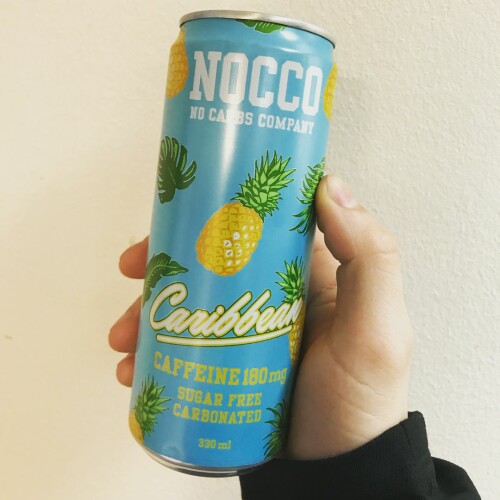 NOCCO
NO CARBS COMPANY
Caribbean
CAFFEINE 180 mg
SUGAR FREE
CARBONATED
330 ml